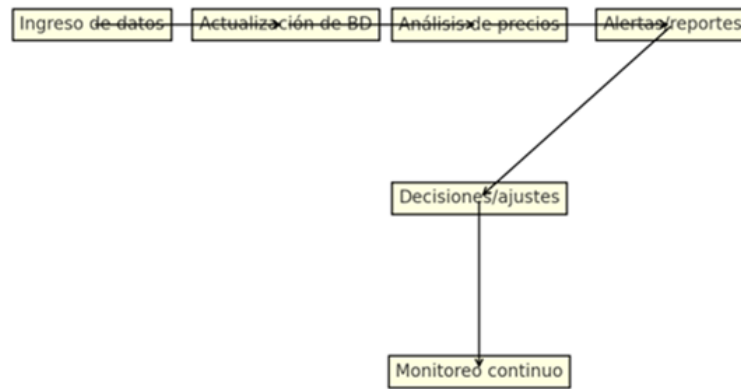 Ingreso de datos
Actualización de BD
Análisis de precios
Alertas/reportes
Decisiones/ajustes
Monitoreo continuo